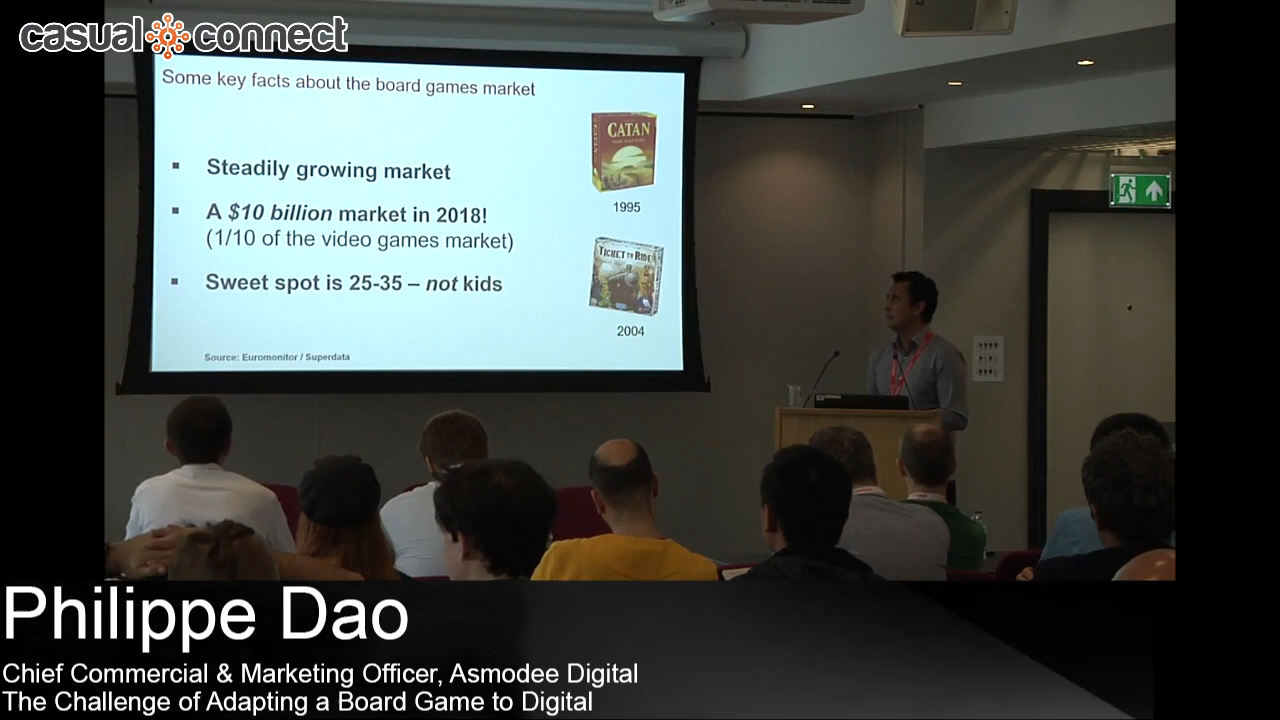 casual connect
Some key facts about the board games market
Steadily growing market
A $10 billion market in 2018!
(1/10 of the video games market)
Sweet spot is 25-35 – not kids
Source: Euromonitor / Superdata
CATAN
1995
TICKET TO RIDE
2004
Philippe Dao
Chief Commercial & Marketing Officer, Asmodee Digital
The Challenge of Adapting a Board Game to Digital